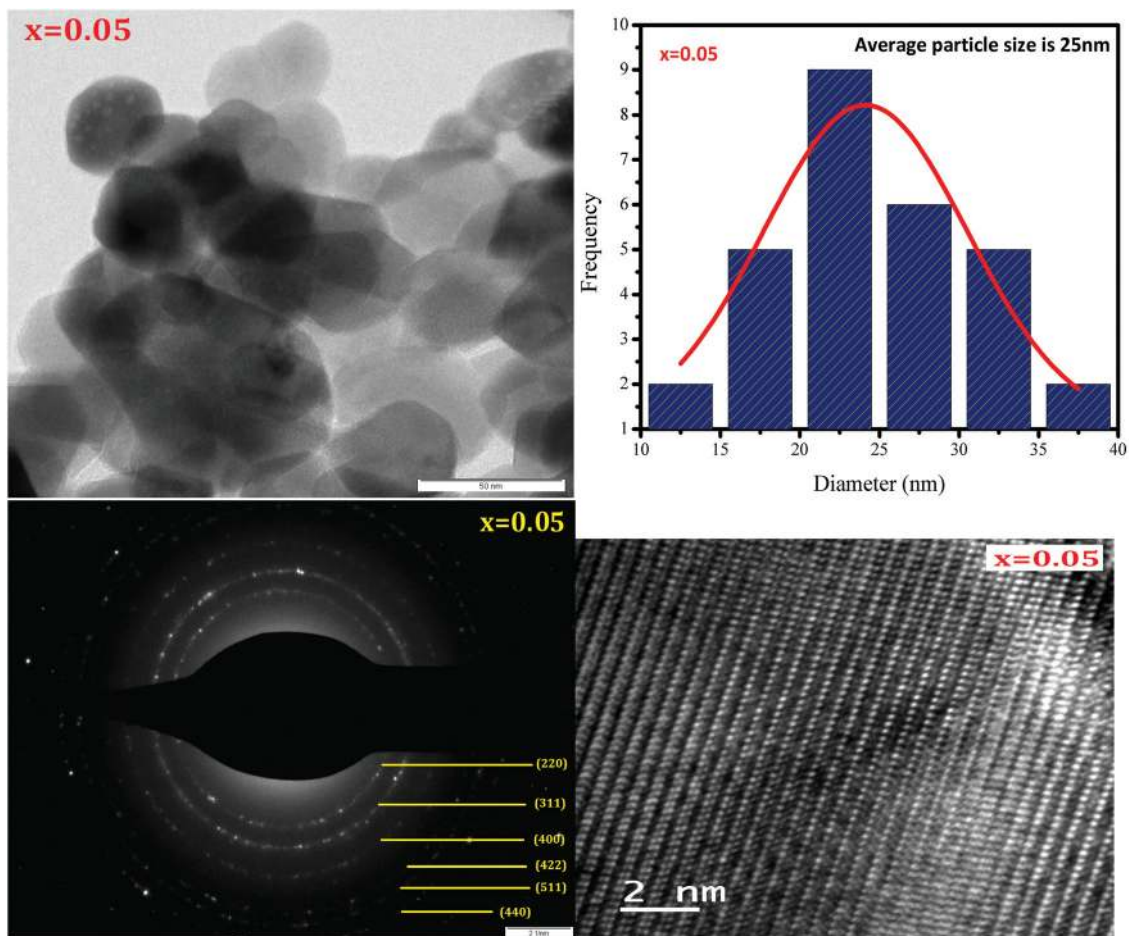 x=0.05
50 nm
x=0.05
Average particle size is 25nm
Frequency
10
9
8
7
6
5
4
3
2
1
10 15 20 25 30 35 40
Diameter (nm)
x=0.05
(220)
(311)
(400)
(422)
(511)
(440)
x=0.05
2 nm